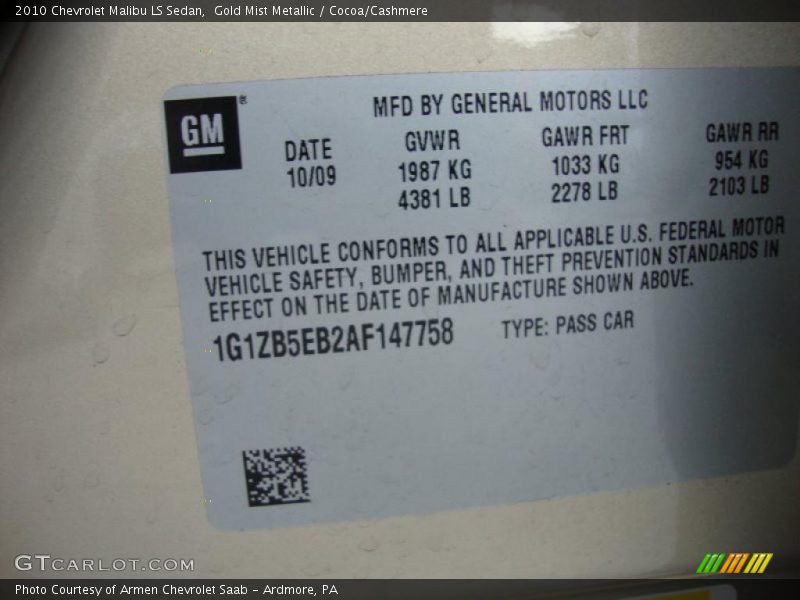 2010 Chevrolet Malibu LS Sedan,  Gold Mist Metallic / Cocoa/Cashmere
GM®
MFD BY GENERAL MOTORS LLC
DATE GVWR GAWR FRT GAWR RR
10/09 1987 KG 1033 KG 954 KG
4381 LB 2278 LB 2103 LB
THIS VEHICLE CONFORMS TO ALL APPLICABLE U.S. FEDERAL MOTOR
VEHICLE SAFETY, BUMPER, AND THEFT PREVENTION STANDARDS IN
EFFECT ON THE DATE OF MANUFACTURE SHOWN ABOVE.
1G1ZB5EB2AF147758 TYPE: PASS CAR
GTCARLOT.COM
Photo Courtesy of Armen Chevrolet Saab - Ardmore, PA